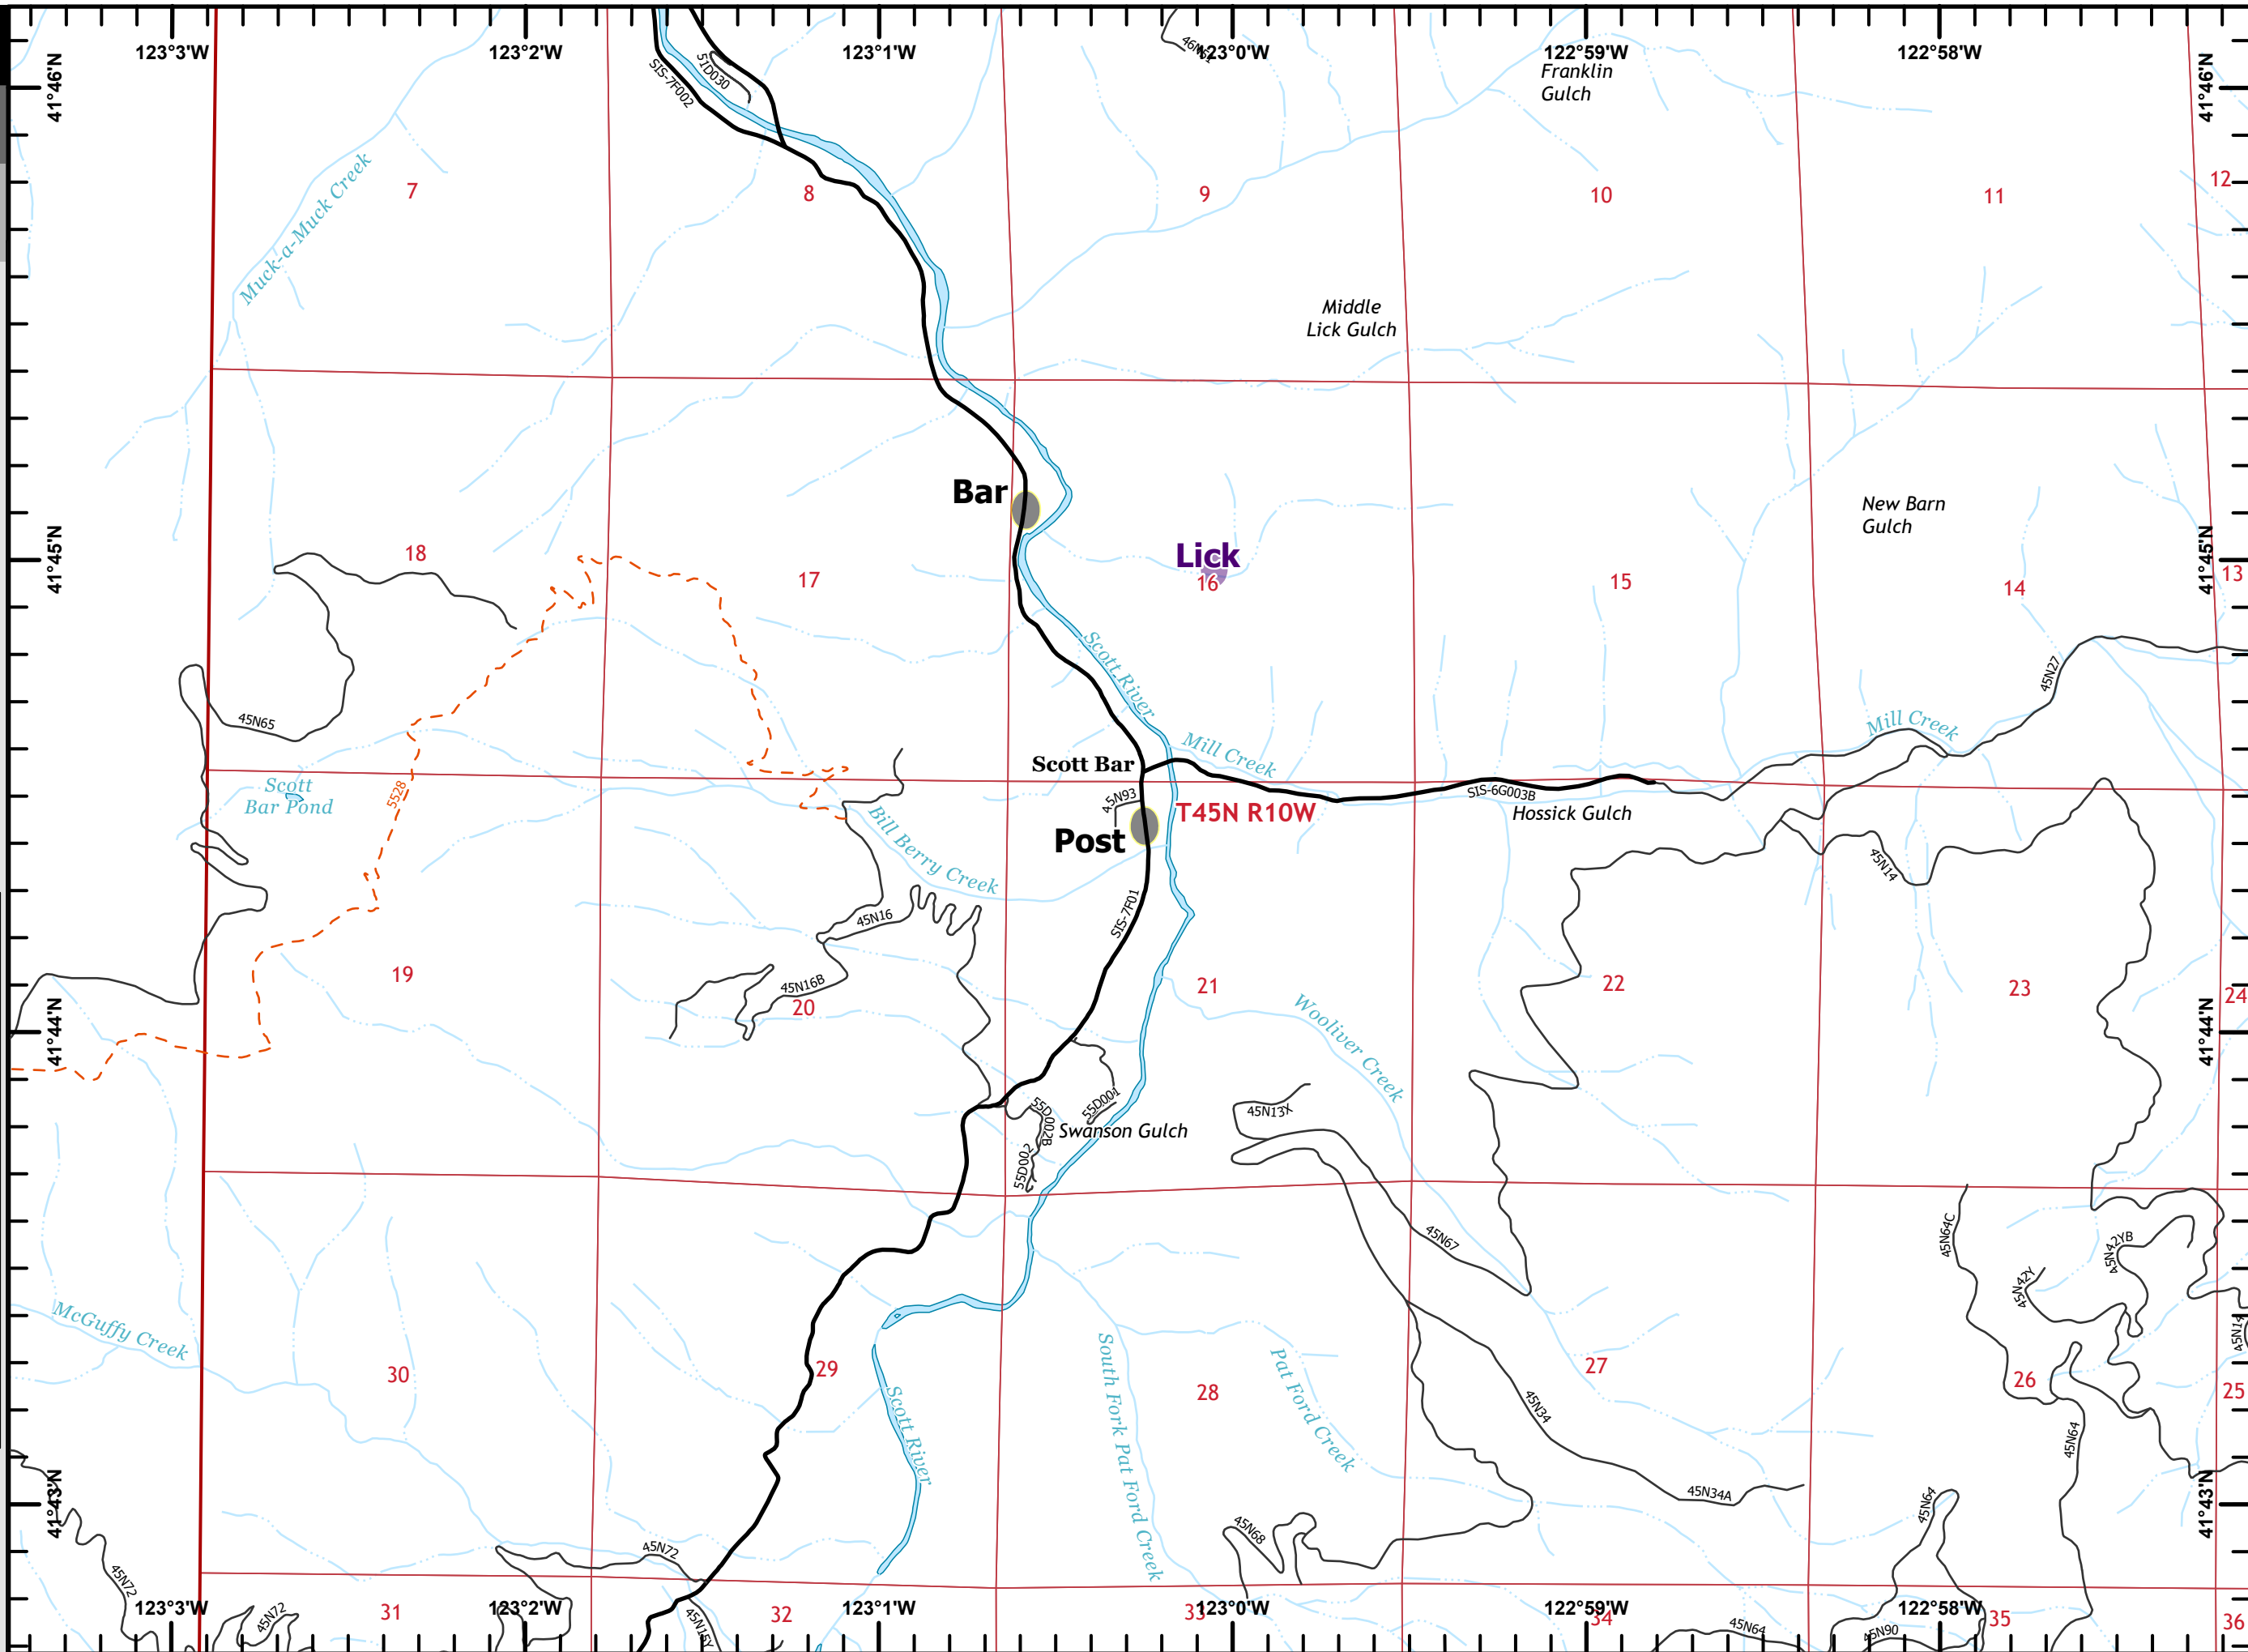 123°3'W
123°2'W
123°1'W
123°0'W
122°59'W
122°58'W
46N51
SIS-7F002
51D030
Franklin
Gulch
41°46'N
41°46'N
7
8
9
10
11
12
Muck-a-Muck Creek
Middle
Lick Gulch
Bar
New Barn
Gulch
41°45'N
41°45'N
Lick
18
17
16
15
14
13
Scott River
45N27
45N65
Mill Creek
Mill Creek
Scott Bar
Scott
Bar Pond
5528
45N93
SIS-6G003B
T45N R10W
Hossick Gulch
Post
Bill Berry Creek
45N14
45N16
SIS-7F01
19
45N16B
20
21
22
23
24
41°44'N
41°44'N
Wooliver Creek
55D002B
55D001
45N13X
Swanson Gulch
55D002
45N67
45N64C
45N42YB
45N42Y
McGuffy Creek
45N14
30
29
28
27
26
25
Scott River
South Fork Pat Ford Creek
Pat Ford Creek
45N34
45N64
41°43'N
41°43'N
45N34A
45N64
45N68
45N72
45N72
45N72
45N15Y
31
32
33
34
35
36
123°3'W
123°2'W
123°1'W
123°0'W
122°59'W
122°58'W
45N64
45N90